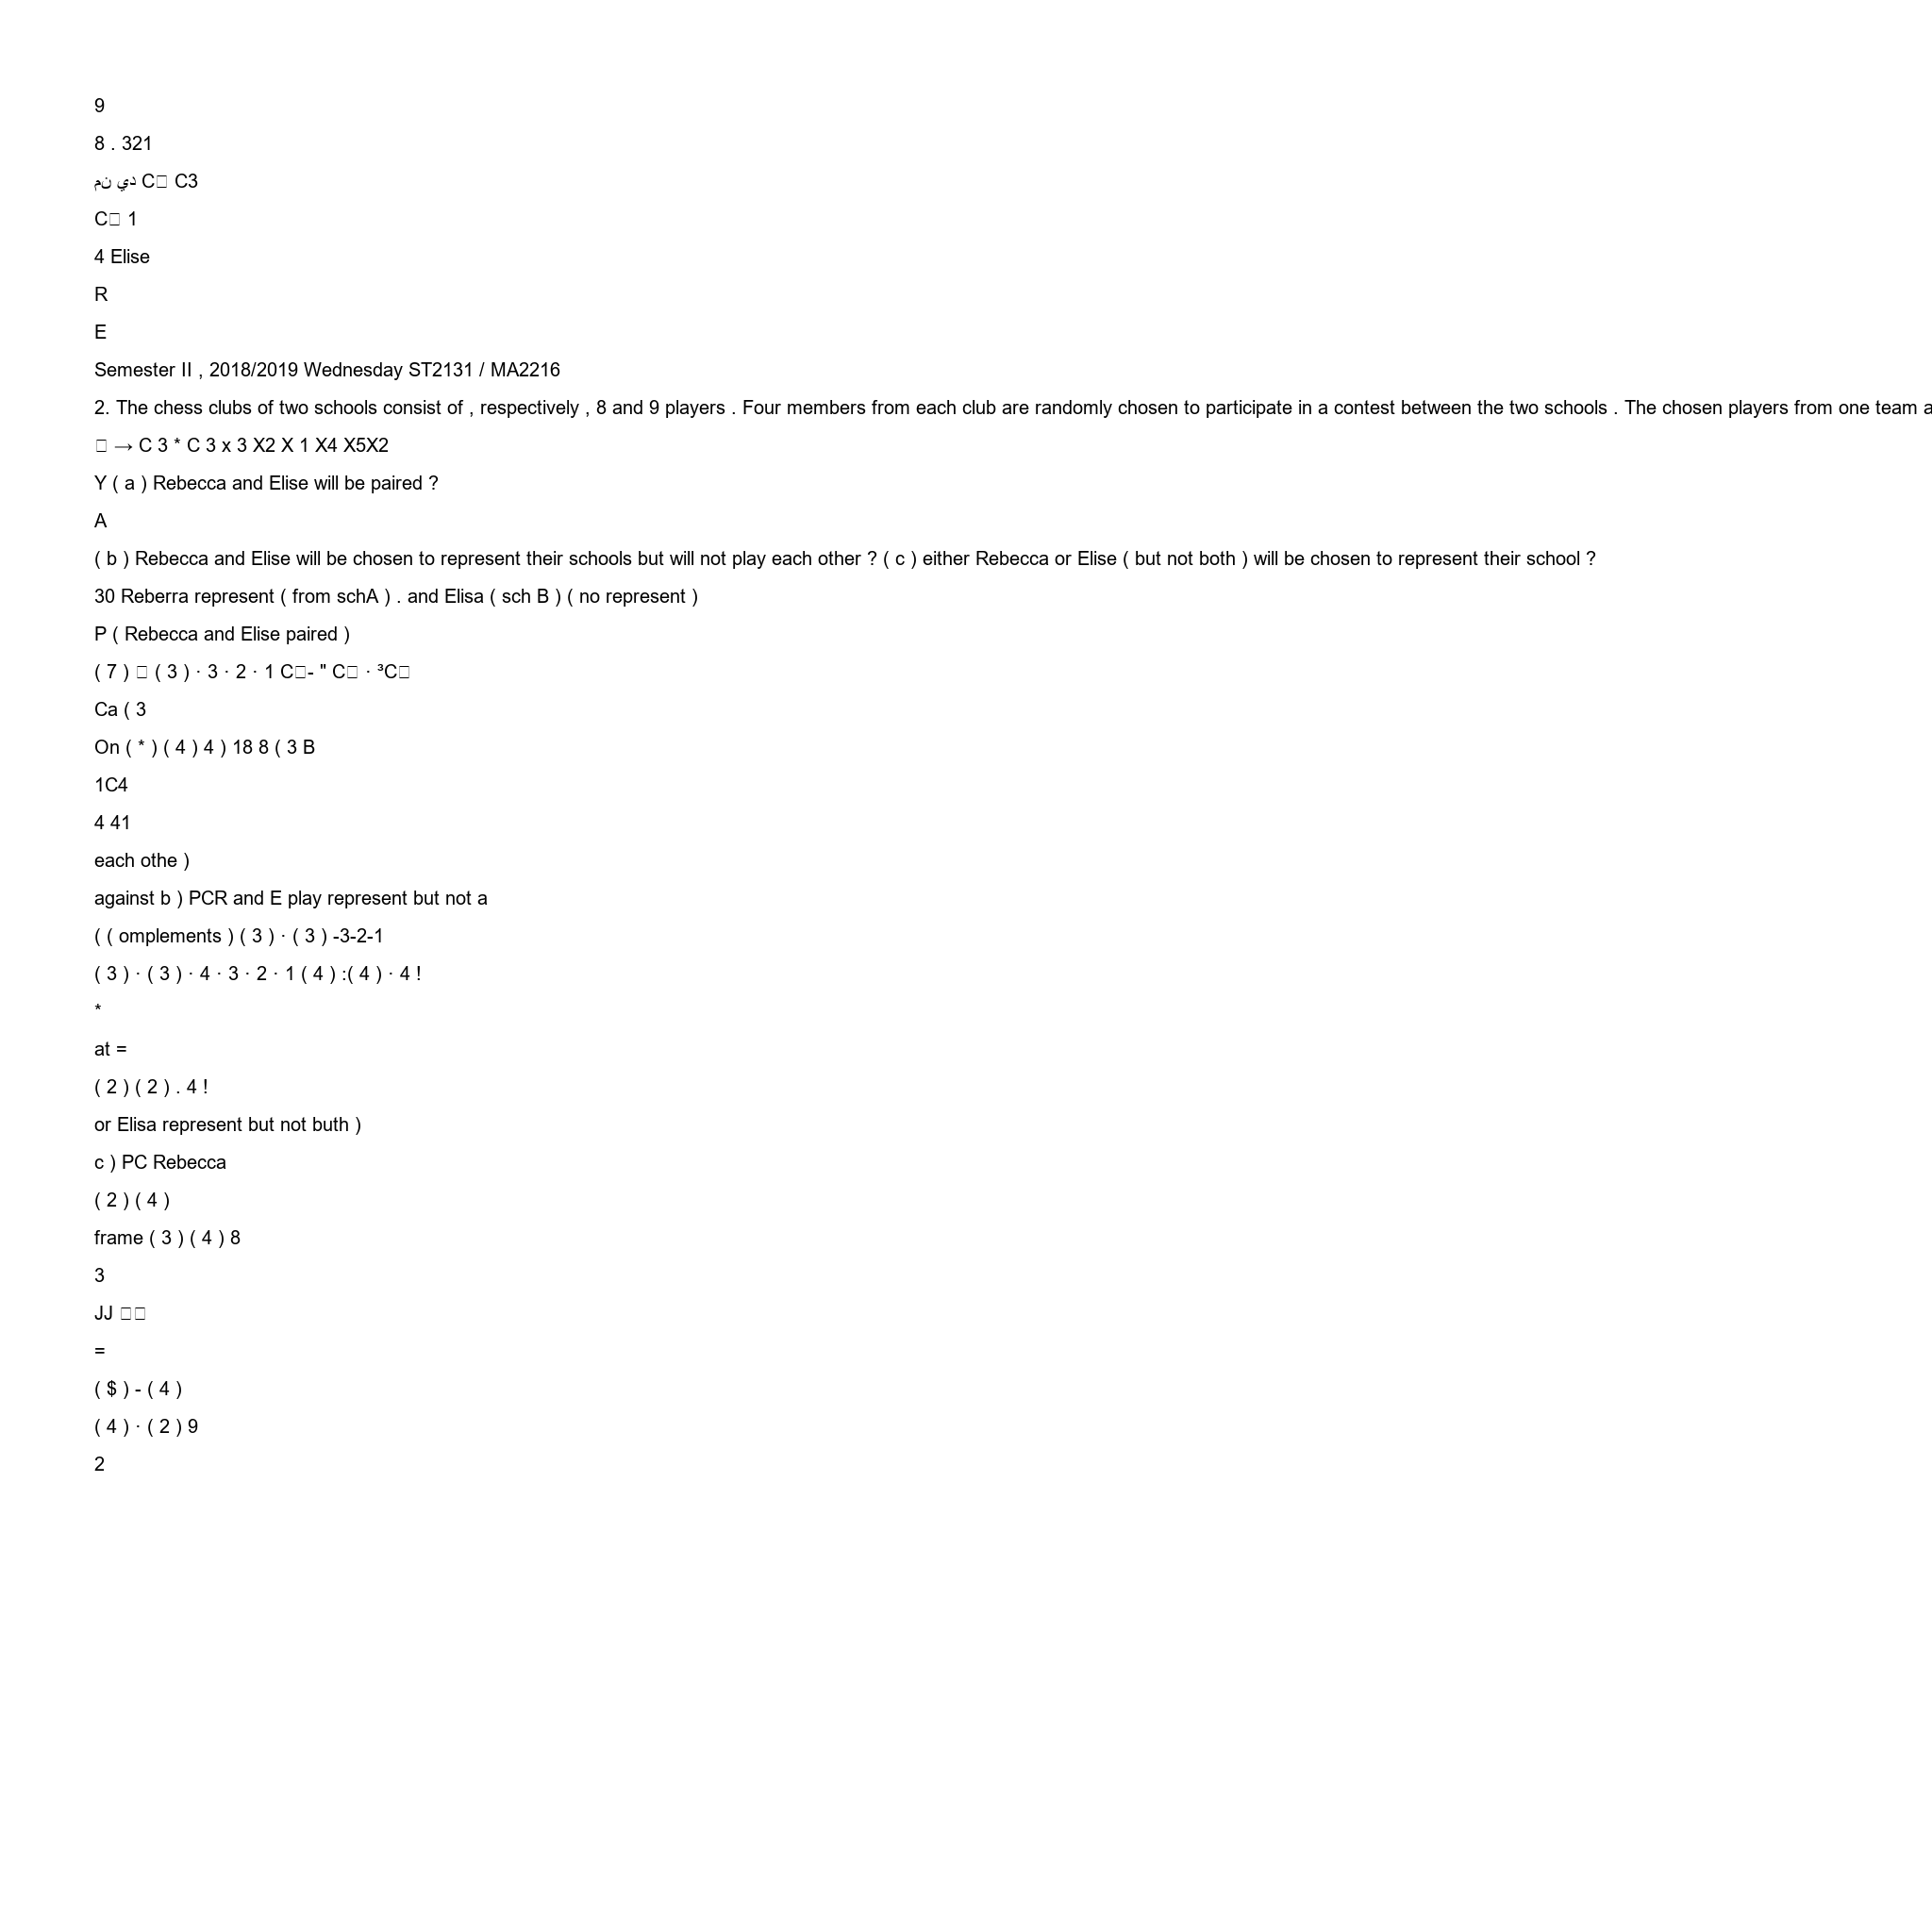 9
8 . 321
من دي C□ C3
C□ 1
4 Elise
R
E
Semester II , 2018/2019 Wednesday ST2131 / MA2216
2. The chess clubs of two schools consist of , respectively , 8 and 9 players . Four members from each club are randomly chosen to participate in a contest between the two schools . The chosen players from one team a
□ → C 3 * C 3 x 3 X2 X 1 X4 X5X2
Y ( a ) Rebecca and Elise will be paired ?
A
( b ) Rebecca and Elise will be chosen to represent their schools but will not play each other ? ( c ) either Rebecca or Elise ( but not both ) will be chosen to represent their school ?
30 Reberra represent ( from schA ) . and Elisa ( sch B ) ( no represent )
P ( Rebecca and Elise paired )
( 7 ) □ ( 3 ) · 3 · 2 · 1 C□- " C□ · ³C□
Ca ( 3
On ( * ) ( 4 ) 4 ) 18 8 ( 3 B
1C4
4 41
each othe )
against b ) PCR and E play represent but not a
( ( omplements ) ( 3 ) · ( 3 ) -3-2-1
( 3 ) · ( 3 ) · 4 · 3 · 2 · 1 ( 4 ) :( 4 ) · 4 !
*
at =
( 2 ) ( 2 ) . 4 !
or Elisa represent but not buth )
c ) PC Rebecca
( 2 ) ( 4 )
frame ( 3 ) ( 4 ) 8
3
JJ □□
=
( $ ) - ( 4 )
( 4 ) · ( 2 ) 9
2